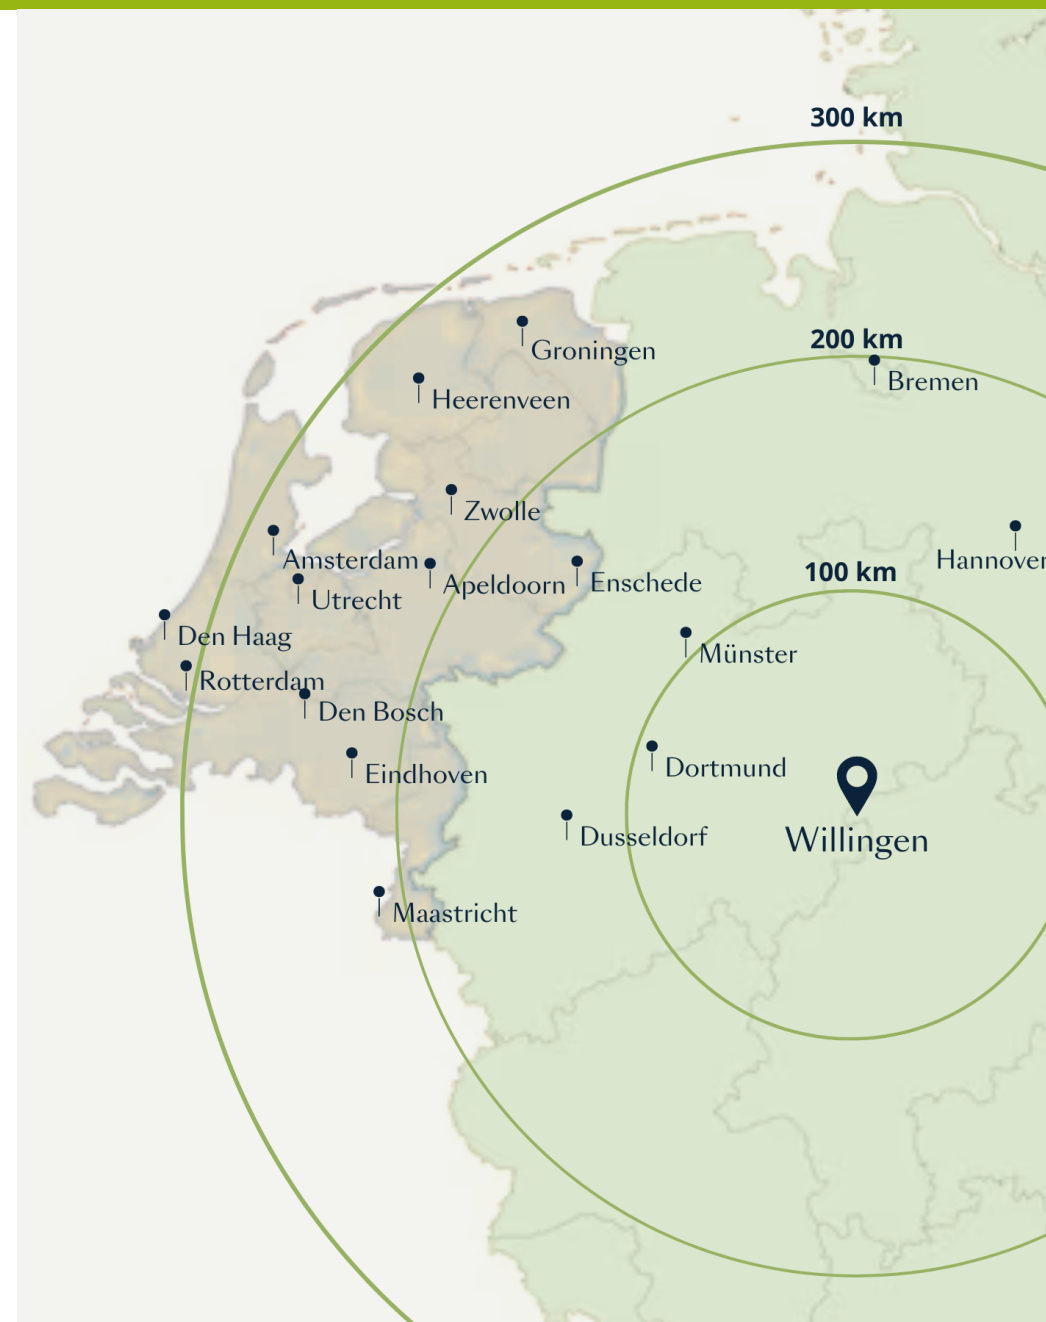 300 km
200 km
Groningen
Bremen
Heerenveen
Zwolle
Hannover
Amsterdam
100 km
Apeldoorn
Enschede
Utrecht
Den Haag
Münster
Rotterdam
Den Bosch
Dortmund
Eindhoven
Dusseldorf
Willingen
Maastricht